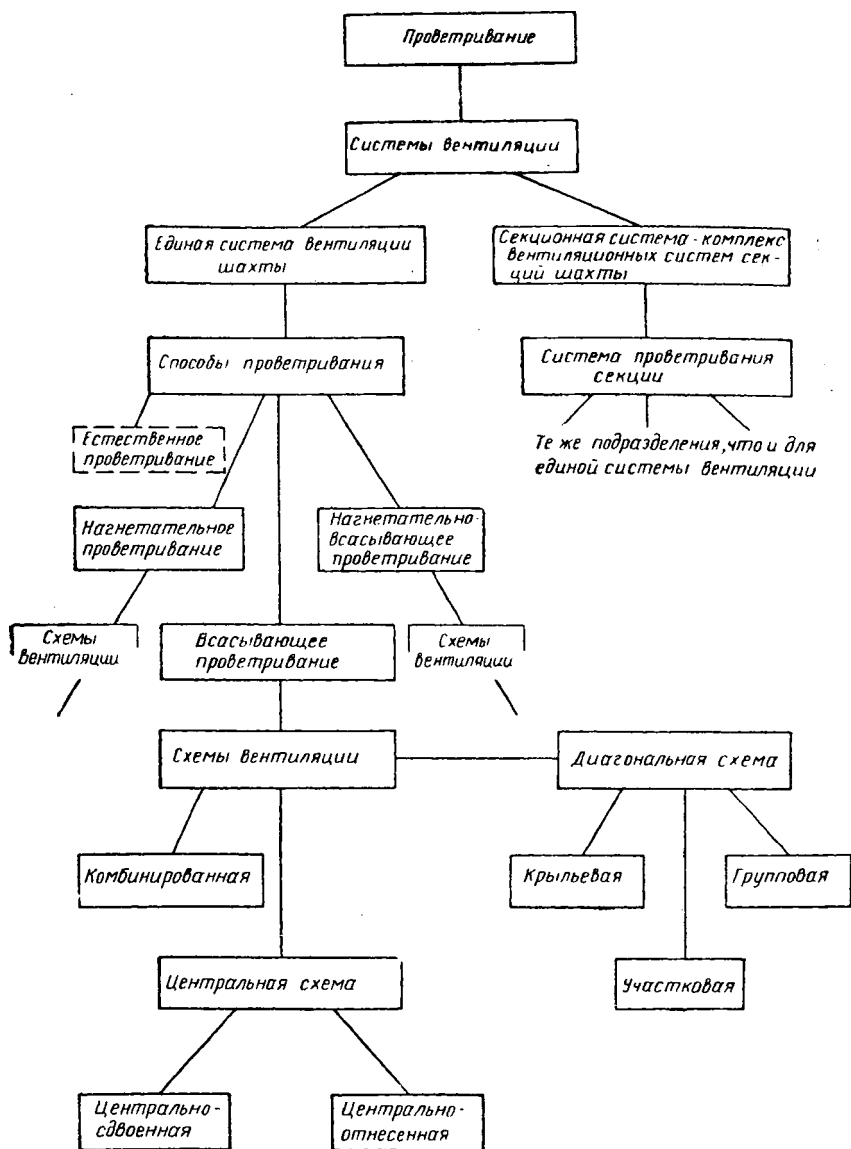 Проветривание
Системы вентиляции
Единая система вентиляции
шахты
Секционная система - комплекс
вентиляционных систем сек-
ций шахты
Способы проветривания
Система проветривания
секции
Естественное
проветривание
Те же подразделения, что и для
единой системы вентиляции
Нагнетательное
проветривание
Нагнетательно-
всасывающее
проветривание
Схемы
вентиляции
Всасывающее
проветривание
Схемы
вентиляции
Схемы вентиляции
Диагональная схема
Комбинированная
Крыльевая
Групповая
Центральная схема
Участковая
Центрально-
сдвоенная
Центрально-
отнесенная